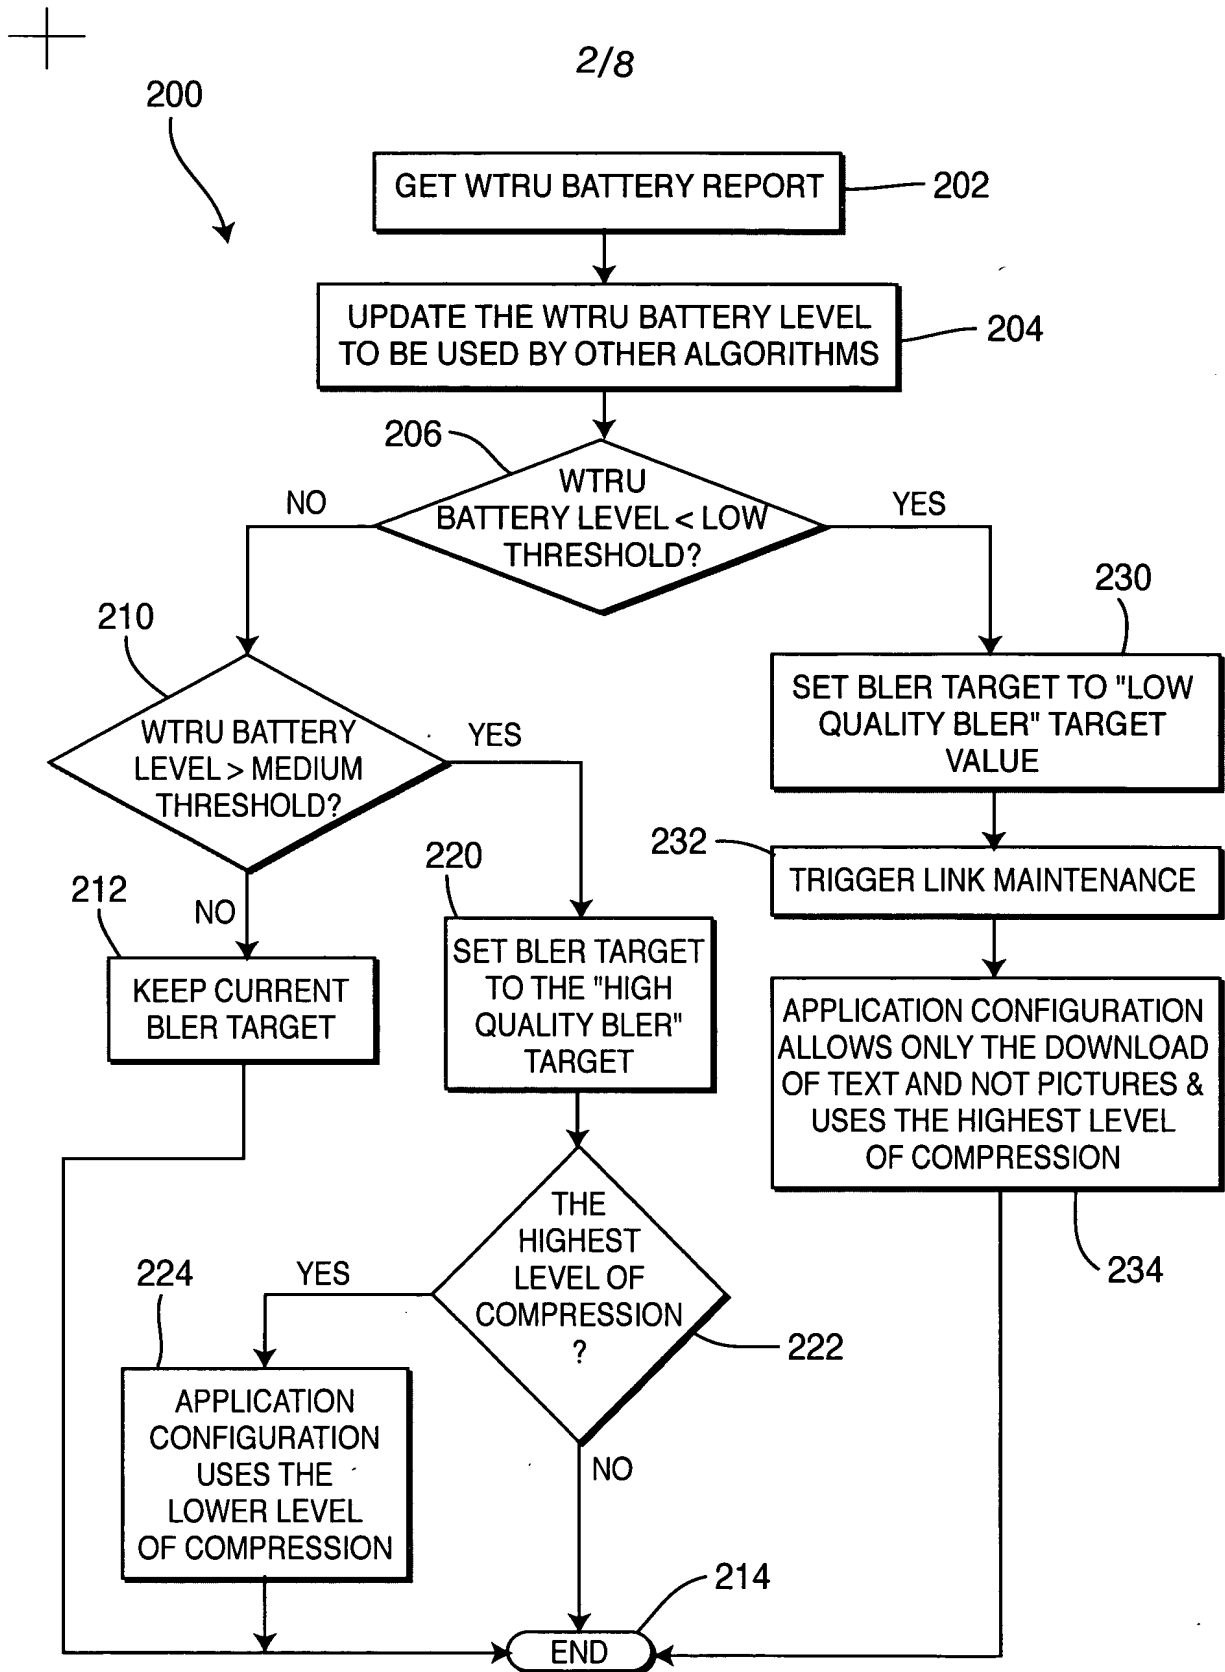 2/8
200
GET WTRU BATTERY REPORT
202
UPDATE THE WTRU BATTERY LEVEL
TO BE USED BY OTHER ALGORITHMS
204
206
WTRU
BATTERY LEVEL < LOW
THRESHOLD?
NO
YES
210
WTRU BATTERY
LEVEL > MEDIUM
THRESHOLD?
YES
NO
230
SET BLER TARGET TO "LOW
QUALITY BLER" TARGET
VALUE
232
TRIGGER LINK MAINTENANCE
212
KEEP CURRENT
BLER TARGET
220
SET BLER TARGET
TO THE "HIGH
QUALITY BLER"
TARGET
APPLICATION CONFIGURATION
ALLOWS ONLY THE DOWNLOAD
OF TEXT AND NOT PICTURES &
USES THE HIGHEST LEVEL
OF COMPRESSION
234
THE
HIGHEST
LEVEL OF
COMPRESSION
?
222
YES
NO
224
APPLICATION
CONFIGURATION
USES THE
LOWER LEVEL
OF COMPRESSION
214
END